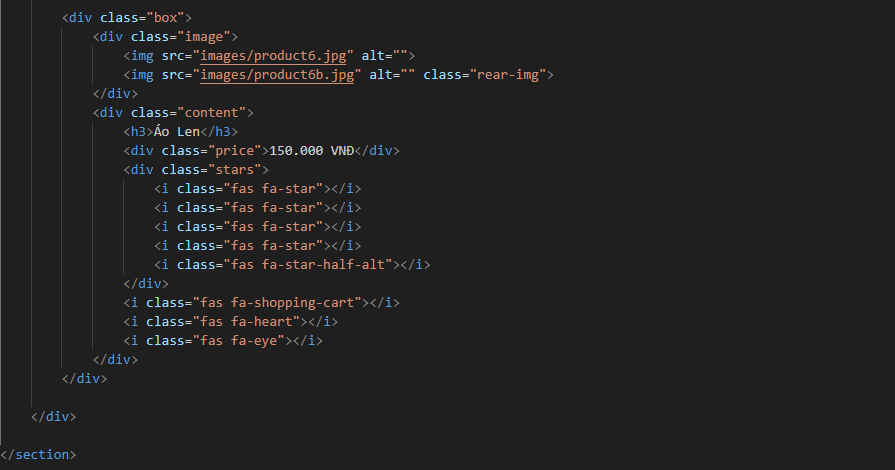 <div class="box">
<div class="image">
<img src="images/product6.jpg" alt="">
<img src="images/product6b.jpg" alt="" class="rear-img">
</div>
<div class="content">
<h3>Áo Len</h3>
<div class="price">150.000 VNĐ</div>
<div class="stars">
<i class="fas fa-star"></i>
<i class="fas fa-star"></i>
<i class="fas fa-star"></i>
<i class="fas fa-star"></i>
<i class="fas fa-star-half-alt"></i>
</div>
<i class="fas fa-shopping-cart"></i>
<i class="fas fa-heart"></i>
<i class="fas fa-eye"></i>
</div>
</div>
</div>
</section>